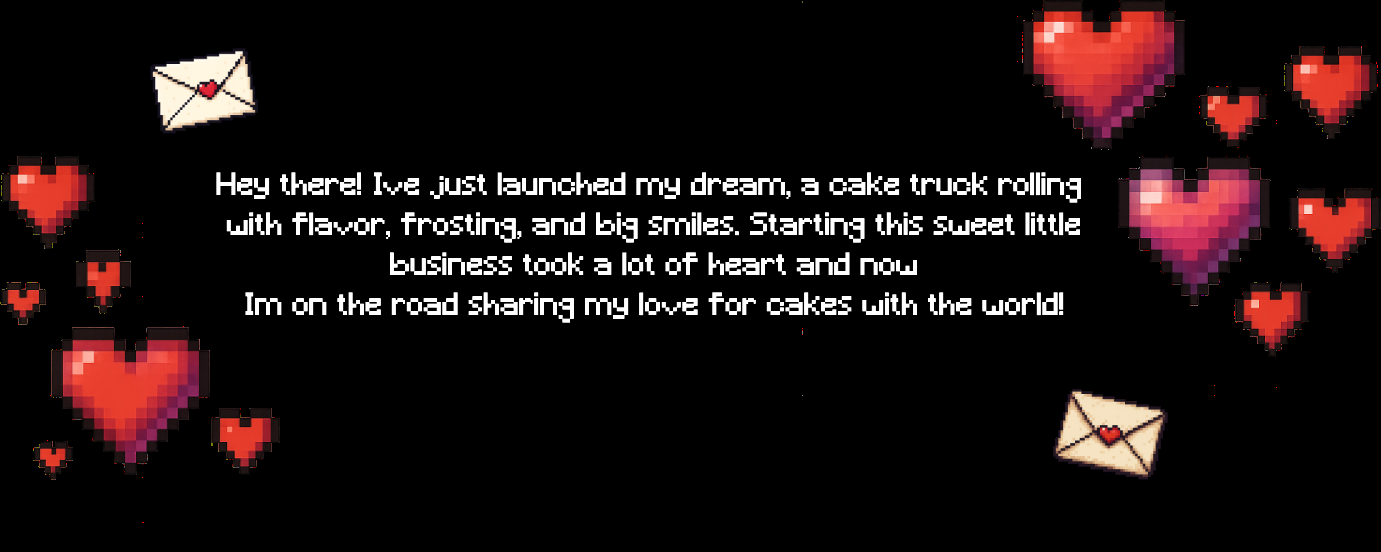 Hey there! Ive just launched my dream, a cake truck rolling
with flavor, frosting, and big smiles. Starting this sweet little
business took a lot of heart and now
Im on the road sharing my love for cakes with the world!